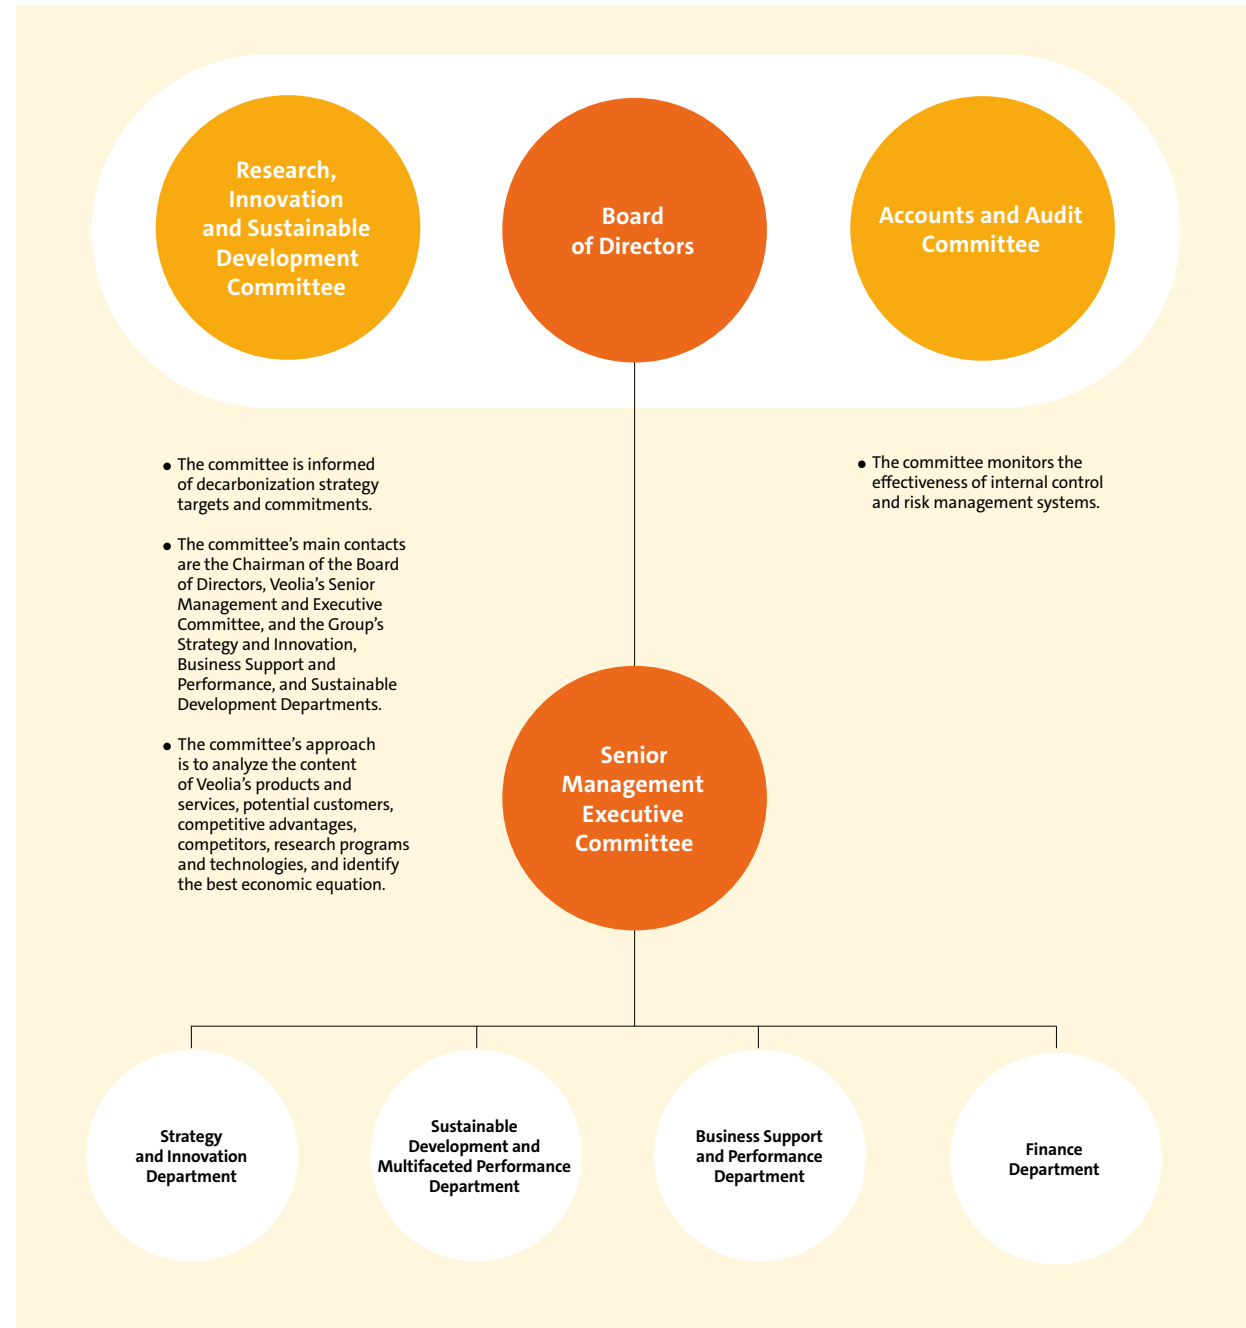 Research,
Innovation
and Sustainable
Development
Committee
Board
of Directors
Accounts and Audit
Committee
● The committee is informed
of decarbonization strategy
targets and commitments.
● The committee’s main contacts
are the Chairman of the Board
of Directors, Veolia’s Senior
Management and Executive
Committee, and the Group’s
Strategy and Innovation,
Business Support and
Performance, and Sustainable
Development Departments.
● The committee’s approach
is to analyze the content
of Veolia’s products and
services, potential customers,
competitive advantages,
competitors, research programs
and technologies, and identify
the best economic equation.
● The committee monitors the
effectiveness of internal control
and risk management systems.
Senior
Management
Executive
Committee
Strategy
and Innovation
Department
Sustainable
Development and
Multifaceted Performance
Department
Business Support
and Performance
Department
Finance
Department